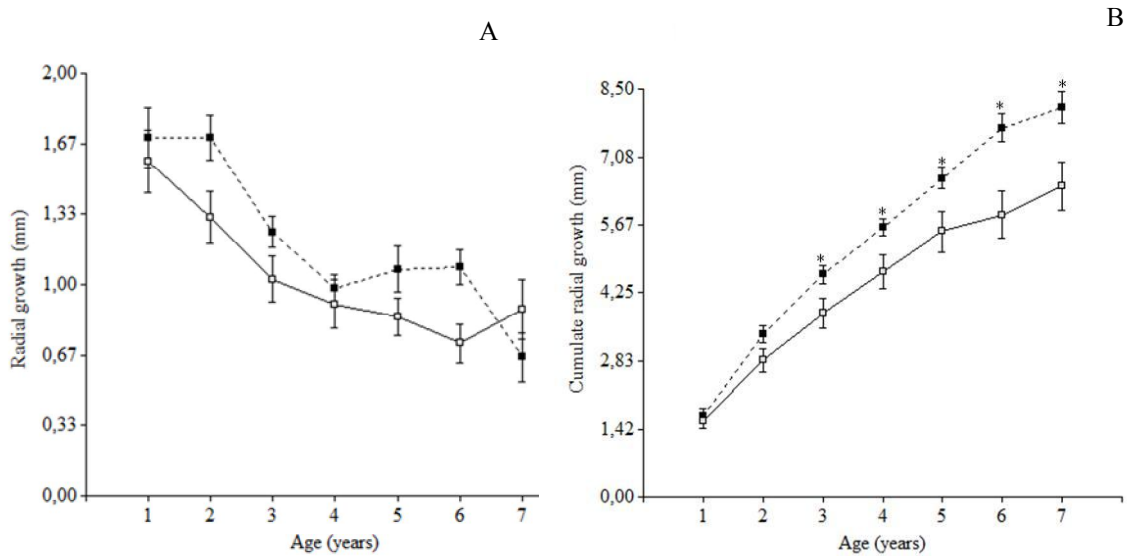 A
2,00
1,67
1,33
1,00
0,67
0,33
0,00
Radial growth (mm)
1 2 3 4 5 6 7
Age (years)
B
8,50
7,08
5,67
4,25
2,83
1,42
0,00
Cumulate radial growth (mm)
* * * * *
1 2 3 4 5 6 7
Age (years)